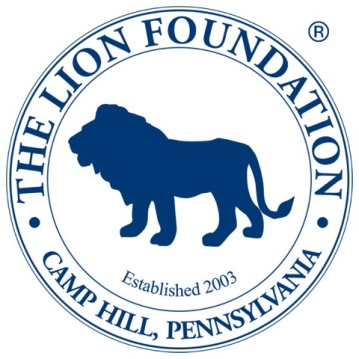 THE LION FOUNDATION
®
Established 2003
• CAMP HILL, PENNSYLVANIA •